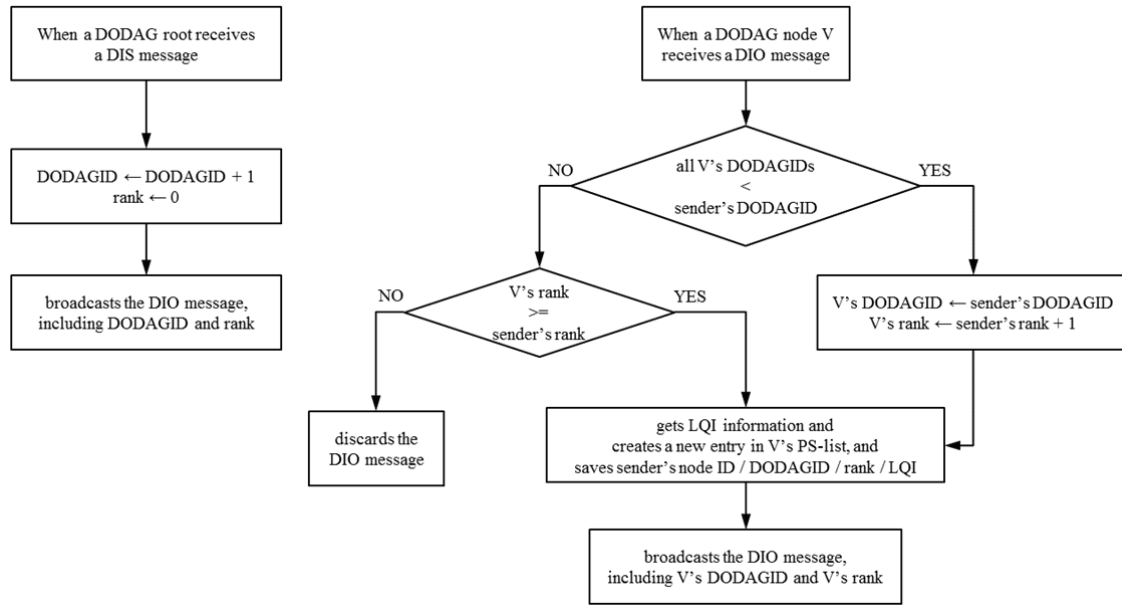 When a DODAG root receives
a DIS message
DODAGID ← DODAGID + 1
rank ← 0
broadcasts the DIO message,
including DODAGID and rank
When a DODAG node V
receives a DIO message
all V’s DODAGIDs
<
sender’s DODAGID
NO
YES
V’s rank
>=
sender’s rank
NO
YES
V’s DODAGID ← sender’s DODAGID
V’s rank ← sender’s rank + 1
discards the
DIO message
gets LQI information and
creates a new entry in V’s PS-list, and
saves sender’s node ID / DODAGID / rank / LQI
broadcasts the DIO message,
including V’s DODAGID and V’s rank